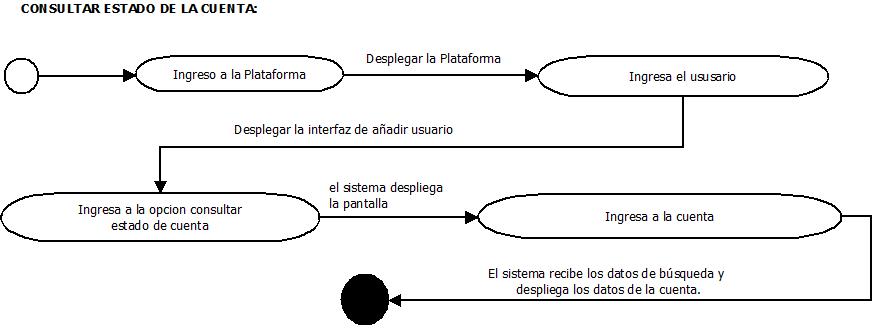 CONSULTAR ESTADO DE LA CUENTA:
Ingreso a la Plataforma
Desplegar la Plataforma
Ingresa el ususario
Desplegar la interfaz de añadir usuario
Ingresa a la opcion consultar
estado de cuenta
el sistema despliega
la pantalla
Ingresa a la cuenta
El sistema recibe los datos de búsqueda y
despliega los datos de la cuenta.